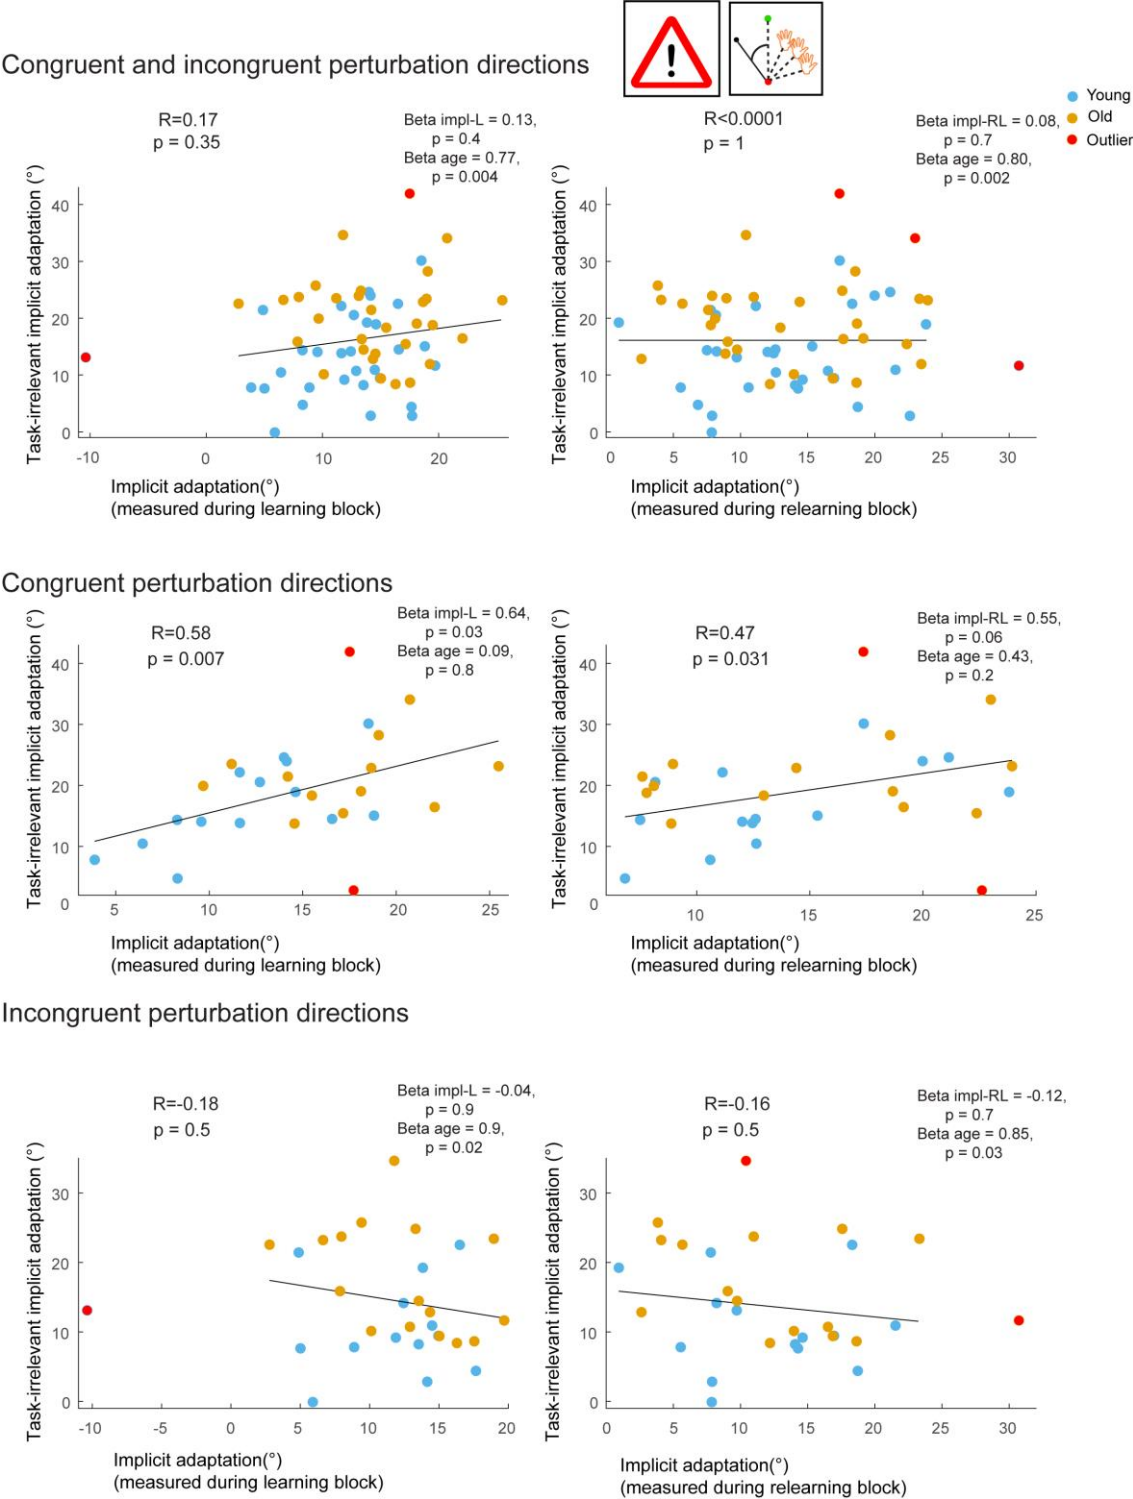 Congruent and incongruent perturbation directions
!
Young
Old
Outlier
R=0.17
p = 0.35
Beta impl-L = 0.13,
p = 0.4
Beta age = 0.77,
p = 0.004
Task-irrelevant implicit adaptation (°)
40
30
20
10
0
-10
0
10
20
Implicit adaptation(°)
(measured during learning block)
R<0.0001
p = 1
Beta impl-RL = 0.08,
p = 0.7
Beta age = 0.80,
p = 0.002
Task-irrelevant implicit adaptation (°)
40
30
20
10
0
0
5
10
15
20
25
30
Implicit adaptation(°)
(measured during relearning block)
Congruent perturbation directions
R=0.58
p = 0.007
Beta impl-L = 0.64,
p = 0.03
Beta age = 0.09,
p = 0.8
Task-irrelevant implicit adaptation (°)
40
30
20
10
0
5
10
15
20
25
Implicit adaptation(°)
(measured during learning block)
R=0.47
p = 0.031
Beta impl-RL = 0.55,
p = 0.06
Beta age = 0.43,
p = 0.2
Task-irrelevant implicit adaptation (°)
40
30
20
10
0
10
15
20
25
Implicit adaptation(°)
(measured during relearning block)
Incongruent perturbation directions
R=-0.18
p = 0.5
Beta impl-L = -0.04,
p = 0.9
Beta age = 0.9,
p = 0.02
Task-irrelevant implicit adaptation (°)
30
20
10
0
-10
-5
0
5
10
15
20
Implicit adaptation(°)
(measured during learning block)
R=-0.16
p = 0.5
Beta impl-RL = -0.12,
p = 0.7
Beta age = 0.85,
p = 0.03
Task-irrelevant implicit adaptation (°)
30
20
10
0
0
5
10
15
20
25
30
Implicit adaptation(°)
(measured during relearning block)